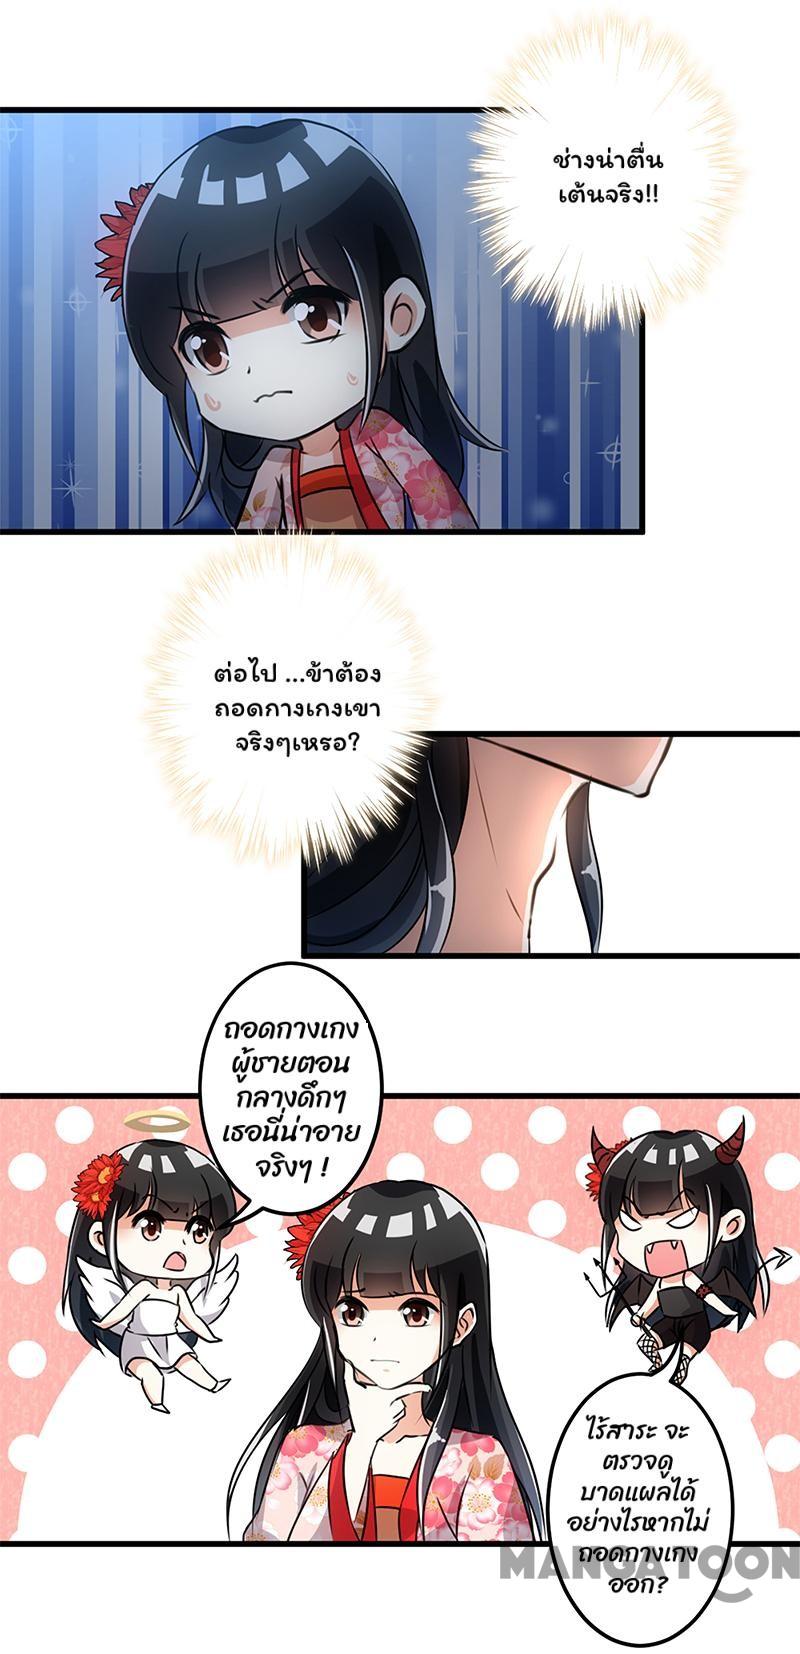 ช่างน่าตื่น
เต้นจริง!!
ต่อไป ...ข้าต้อง
ถอดกางเกงเขา
จริงๆเหรอ?
ถอดกางเกง
ผู้ชายตอน
กลางดึกๆ
เธอนี่น่าอาย
จริงๆ !
ไร้สาระ จะ
ตรวจดู
บาดแผลได้
อย่างไรหากไม่
ถอดกางเกง
ออก?
MANGATOON